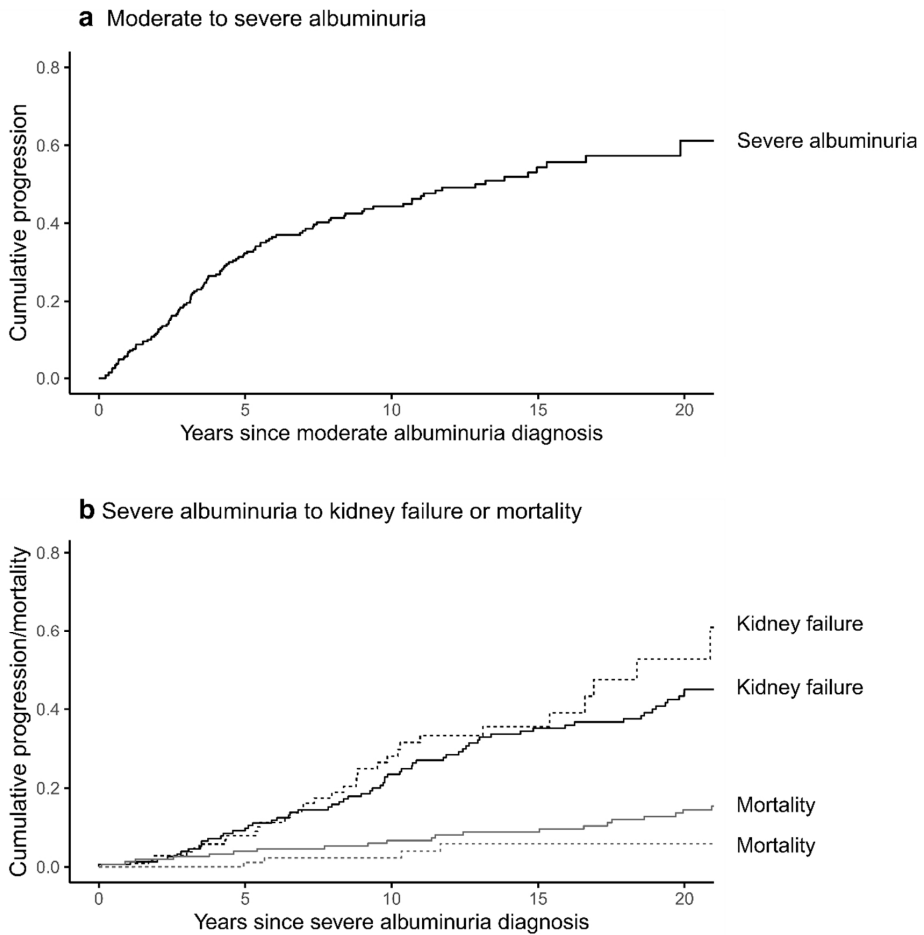 a Moderate to severe albuminuria
0.8
0.6
0.4
0.2
0.0
Cumulative progression
Severe albuminuria
0 5 10 15 20
Years since moderate albuminuria diagnosis
b Severe albuminuria to kidney failure or mortality
0.8
0.6
0.4
0.2
0.0
Cumulative progression/mortality
Kidney failure
Kidney failure
Mortality
Mortality
0 5 10 15 20
Years since severe albuminuria diagnosis